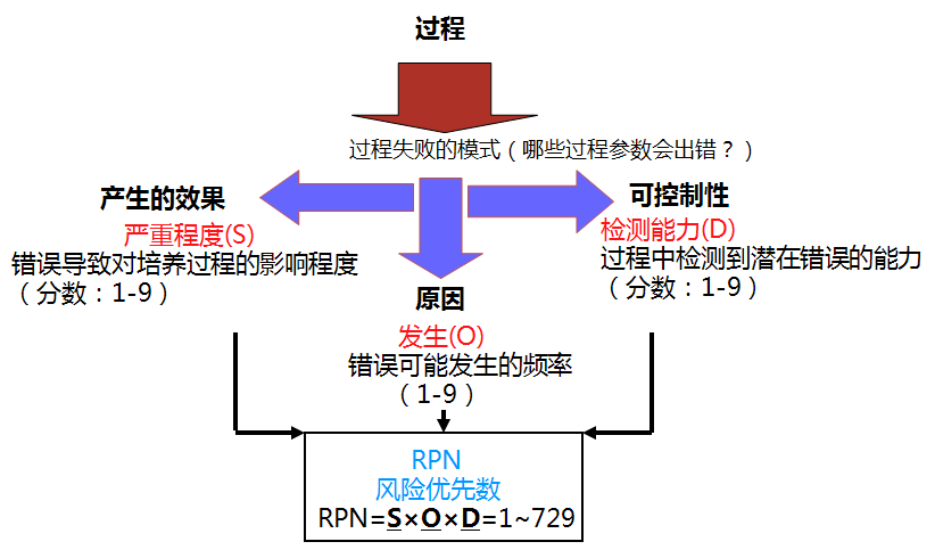 过程
过程失败的模式（哪些过程参数会出错？）
产生的效果
严重程度(S)
错误导致对培养过程的影响程度
（分数：1-9）
可控制性
检测能力(D)
过程中检测到潜在错误的能力
（分数：1-9）
原因
发生(O)
错误可能发生的频率
（1-9）
RPN
风险优先数
RPN=S×O×D=1~729